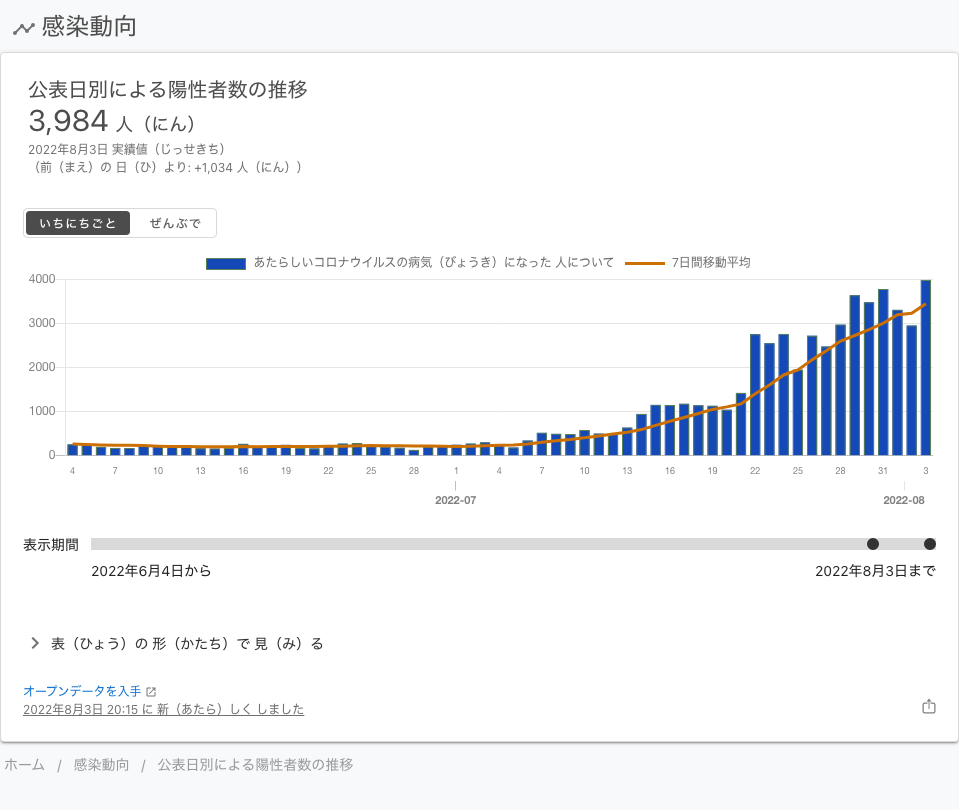 感染動向
公表日別による陽性者数の推移
3,984 人（にん）
2022年8月3日 実績値（じっせきち）
（前（まえ）の 日（ひ）より: +1,034 人（にん））
いちにちごと ぜんぶで
あたらしいコロナウイルスの病気（びょうき）になった 人について 7日間移動平均
4000
3000
2000
1000
0
4 7 10 13 16 19 22 25 28 1 4 7 10 13 16 19 22 25 28 31 3
2022-07 2022-08
表示期間
2022年6月4日から 2022年8月3日まで
表（ひょう）の 形（かたち）で 見（み）る
オープンデータを入手
2022年8月3日 20:15 に 新（あたら）しく しました
ホーム / 感染動向 / 公表日別による陽性者数の推移